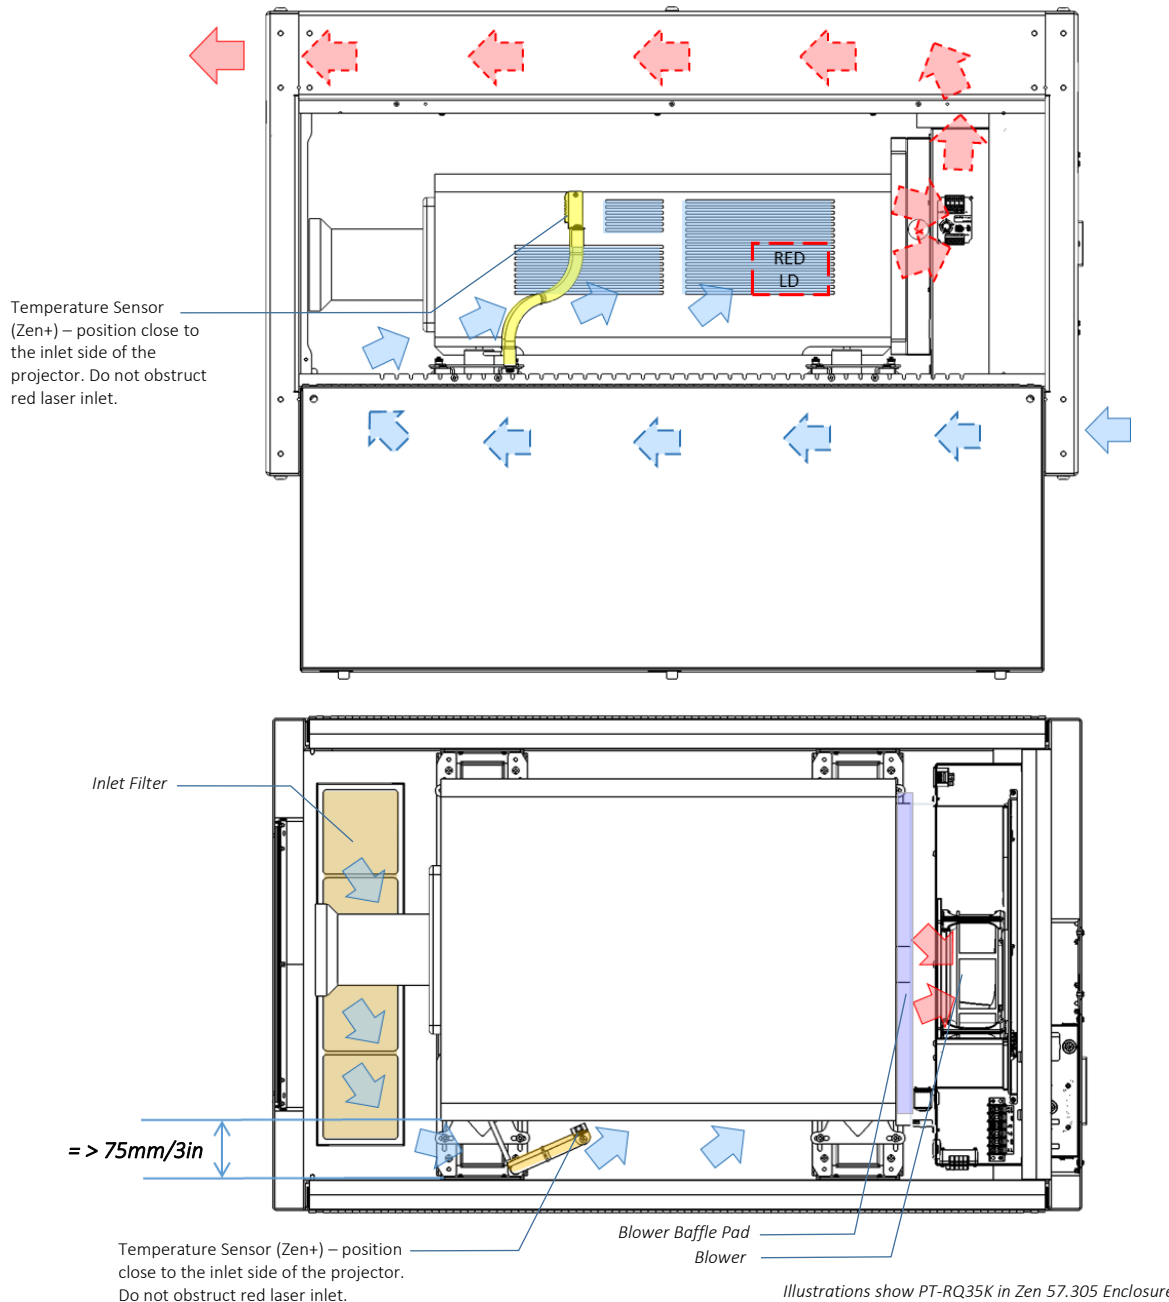 RED
LD
Temperature Sensor
(Zen+) – position close to
the inlet side of the
projector. Do not obstruct
red laser inlet.
Inlet Filter
= > 75mm/3in
Blower Baffle Pad
Blower
Temperature Sensor (Zen+) – position
close to the inlet side of the projector.
Do not obstruct red laser inlet.
Illustrations show PT-RQ35K in Zen 57.305 Enclosure